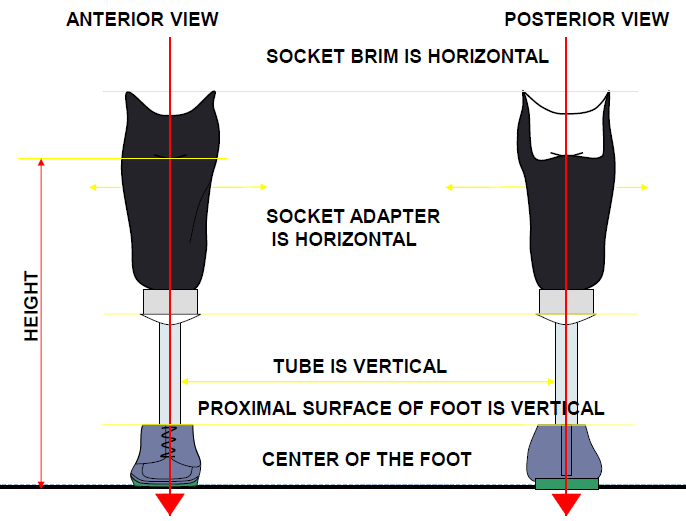 ANTERIOR VIEW
POSTERIOR VIEW
SOCKET BRIM IS HORIZONTAL
SOCKET ADAPTER
IS HORIZONTAL
HEIGHT
TUBE IS VERTICAL
PROXIMAL SURFACE OF FOOT IS VERTICAL
CENTER OF THE FOOT